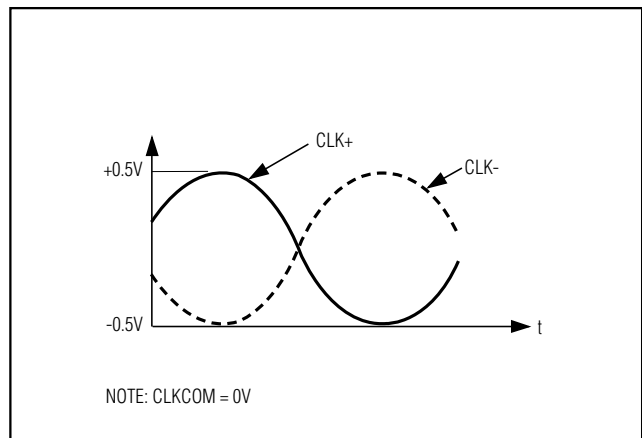 CLK+
+0.5V
CLK-
-0.5V
t
NOTE: CLKCOM = 0V